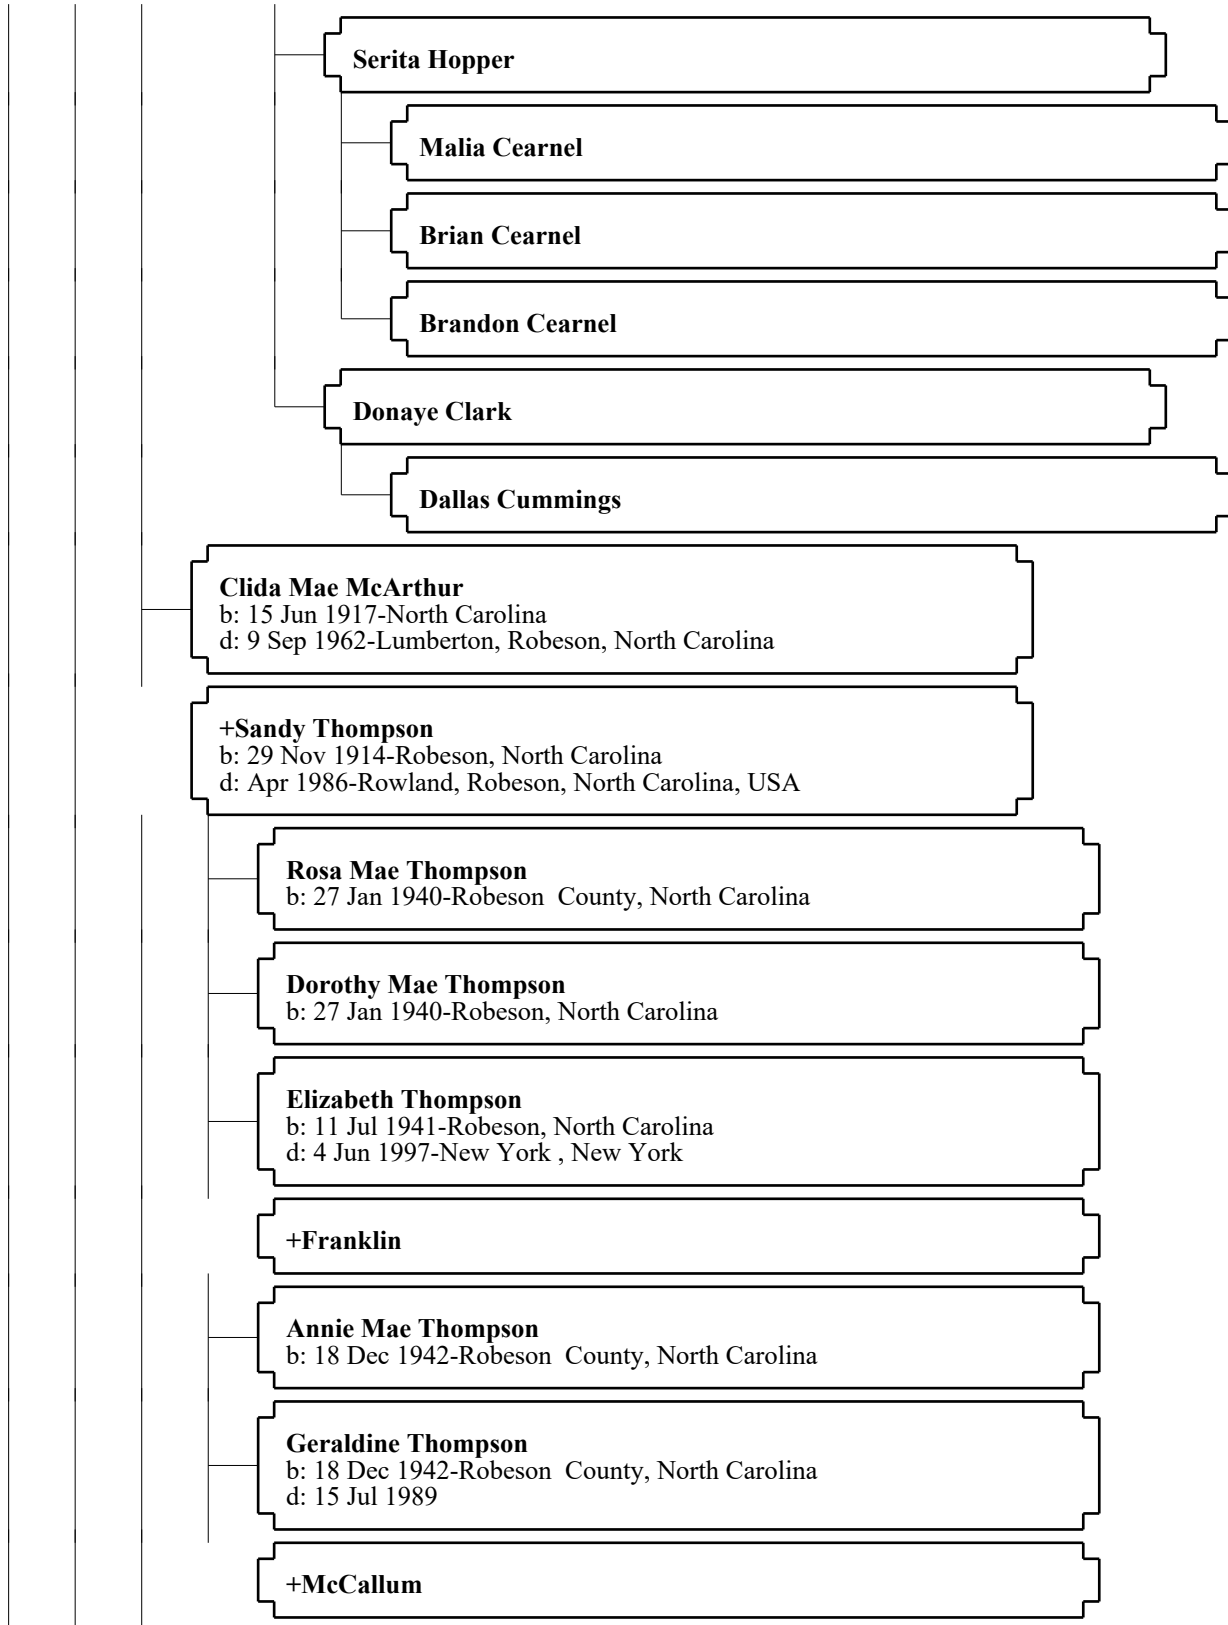 Serita Hopper
Malia Cearnel
Brian Cearnel
Brandon Cearnel
Donaye Clark
Dallas Cummings
Clida Mae McArthur
b: 15 Jun 1917-North Carolina
d: 9 Sep 1962-Lumberton, Robeson, North Carolina
+Sandy Thompson
b: 29 Nov 1914-Robeson, North Carolina
d: Apr 1986-Rowland, Robeson, North Carolina, USA
Rosa Mae Thompson
b: 27 Jan 1940-Robeson  County, North Carolina
Dorothy Mae Thompson
b: 27 Jan 1940-Robeson, North Carolina
Elizabeth Thompson
b: 11 Jul 1941-Robeson, North Carolina
d: 4 Jun 1997-New York , New York
+Franklin
Annie Mae Thompson
b: 18 Dec 1942-Robeson  County, North Carolina
Geraldine Thompson
b: 18 Dec 1942-Robeson  County, North Carolina
d: 15 Jul 1989
+McCallum